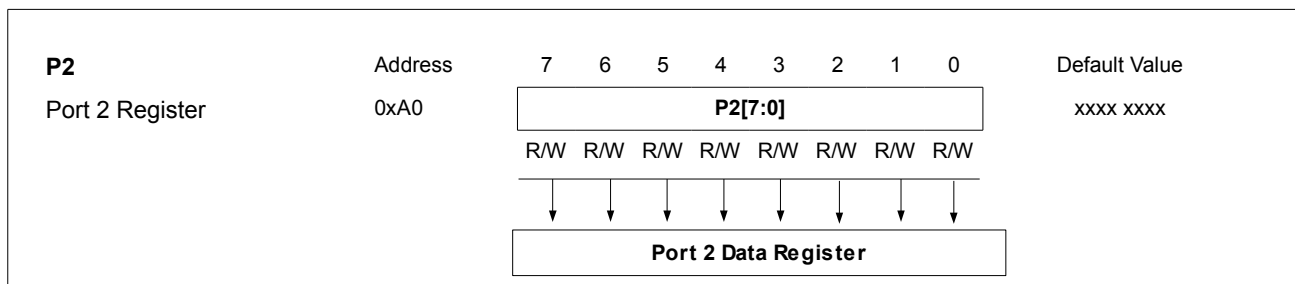 P2 Address 7 6 5 4 3 2 1 0 Default Value
Port 2 Register 0xA0 P2[7:0] xxxx xxxx
R/W R/W R/W R/W R/W R/W R/W R/W
Port 2 Data Register